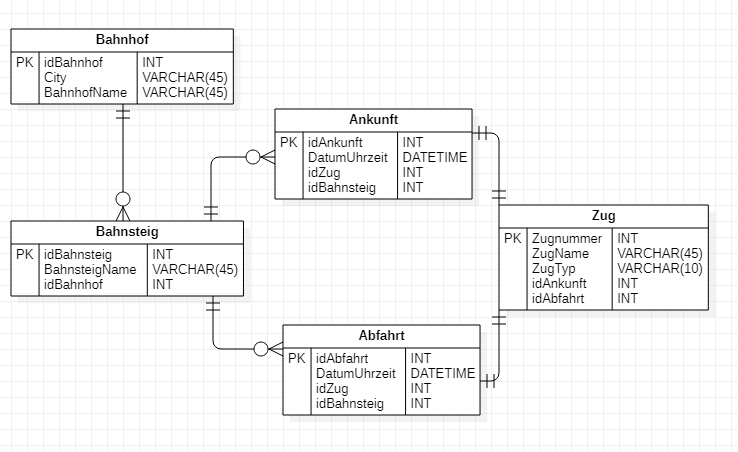 Bahnhof
PK idBahnhof INT
City VARCHAR(45)
BahnhofName VARCHAR(45)
Ankunft
PK idAnkunft INT
DatumUhrzeit DATETIME
idZug INT
idBahnsteig INT
Zug
PK Zugnummer INT
ZugName VARCHAR(45)
ZugTyp VARCHAR(10)
idAnkunft INT
idAbfahrt INT
Bahnsteig
PK idBahnsteig INT
BahnsteigName VARCHAR(45)
idBahnhof INT
Abfahrt
PK idAbfahrt INT
DatumUhrzeit DATETIME
idZug INT
idBahnsteig INT